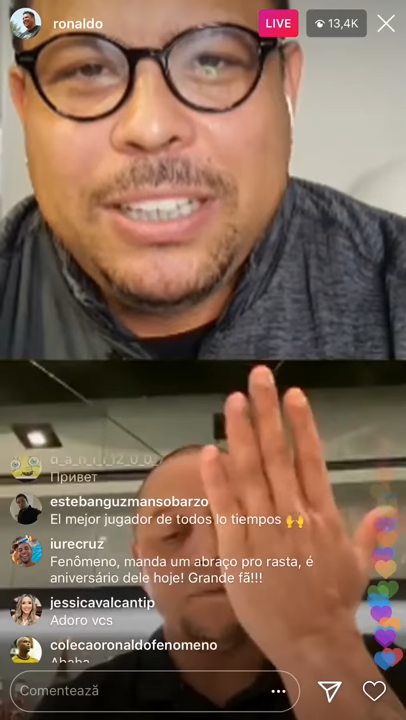 ronaldo
LIVE
13,4K
Привет
estebanguzmansobarzo
El mejor jugador de todos lo tiempos 🙌
iurecruz
Fenômeno, manda um abraço pro rasta, é
aniversário dele hoje! Grande fã!!!
jessicavalcantip
Adoro vcs
colecaoronaldofenomeno
Comentează